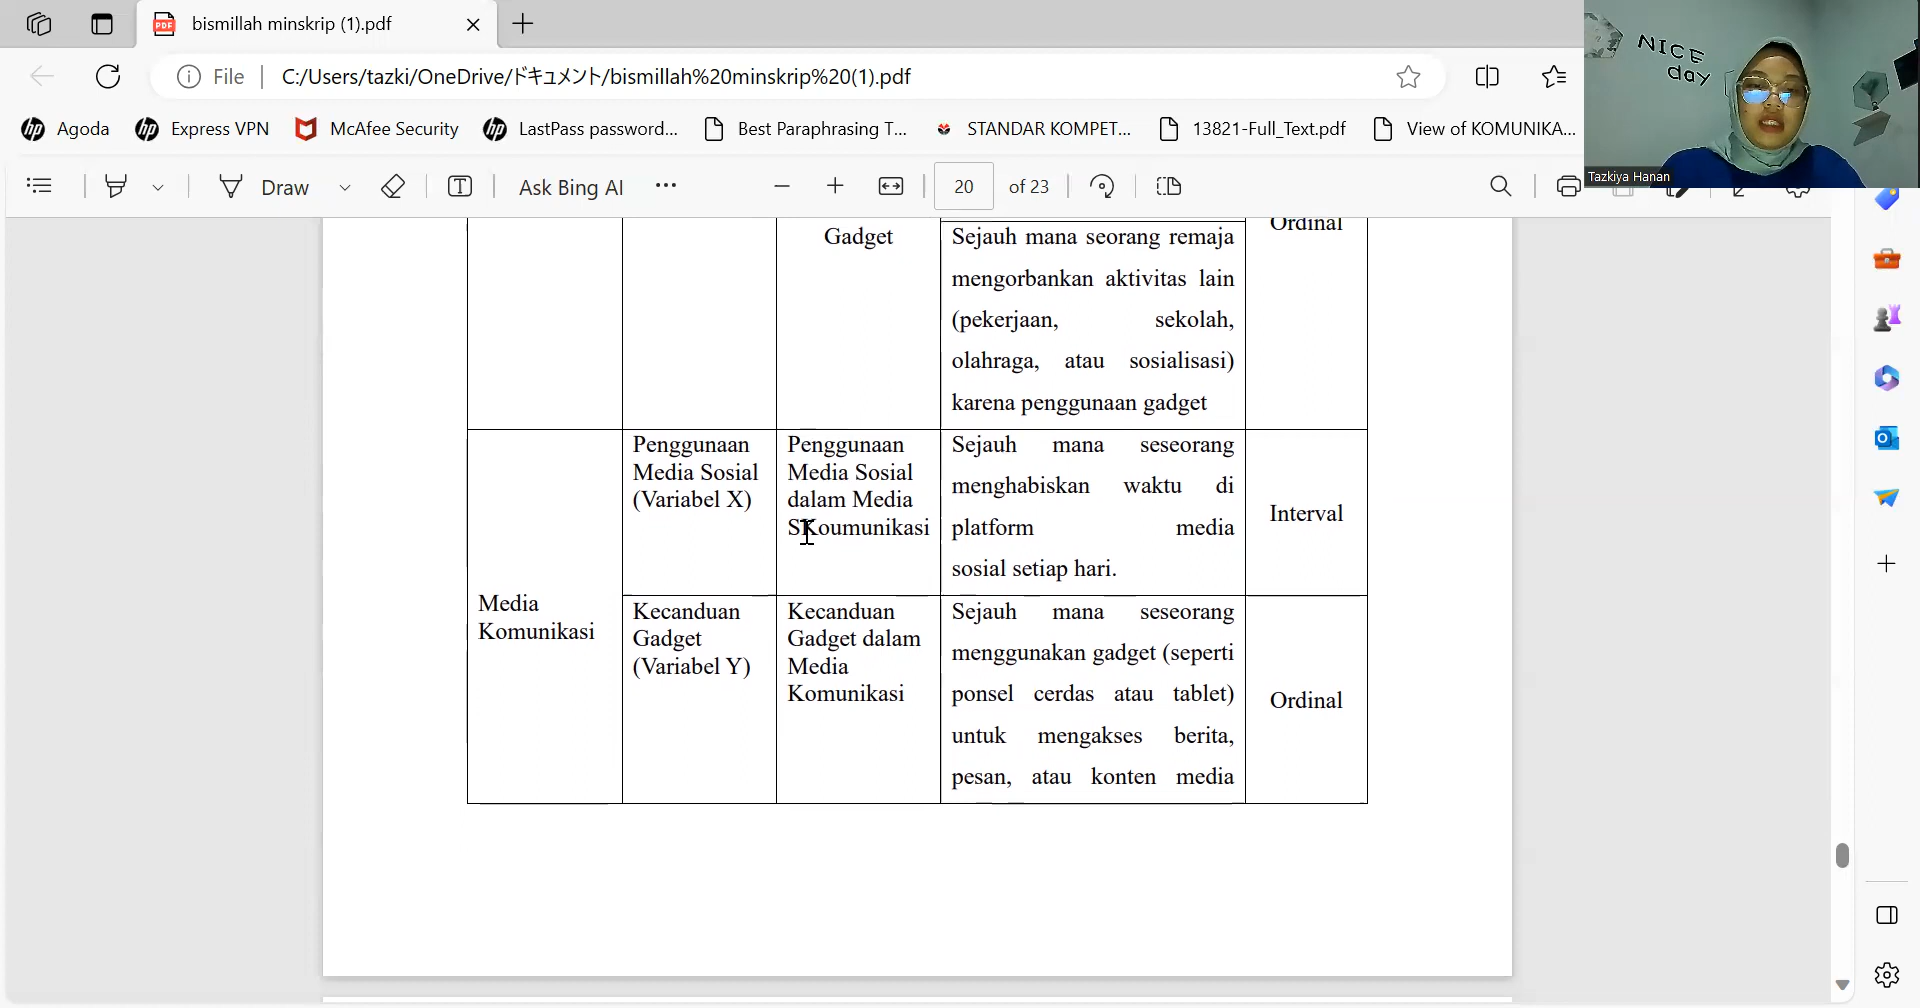 bismillah minskrip (1).pdf
File
C:/Users/tazki/OneDrive/ドキュメント/bismillah%20minskrip%20(1).pdf
Agoda
Express VPN
McAfee Security
LastPass password...
Best Paraphrasing T...
STANDAR KOMPET...
13821-Full_Text.pdf
View of KOMUNIKA...
NICE
day
Tazkiya Hanan
Draw
Ask Bing AI
20
of 23
Gadget
Sejauh mana seorang remaja
mengorbankan aktivitas lain
(pekerjaan, sekolah,
olahraga, atau sosialisasi)
karena penggunaan gadget
Ordinal
Media
Komunikasi
Penggunaan
Media Sosial
(Variabel X)
Penggunaan
Media Sosial
dalam Media
SKoumunikasi
Sejauh mana seseorang
menghabiskan waktu di
platform media
sosial setiap hari.
Interval
Kecanduan
Gadget
(Variabel Y)
Kecanduan
Gadget dalam
Media
Komunikasi
Sejauh mana seseorang
menggunakan gadget (seperti
ponsel cerdas atau tablet)
untuk mengakses berita,
pesan, atau konten media
Ordinal